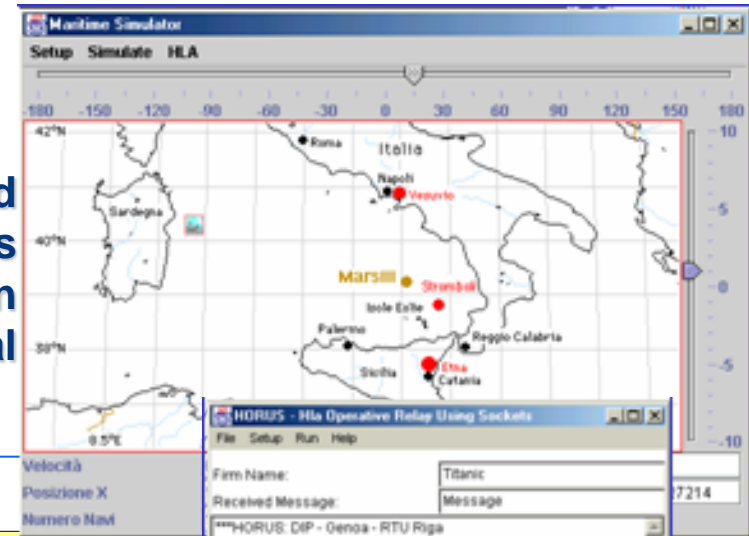 Maritime Simulator
Setup Simulate HLA
-180 -150 -120 -90 -60 -30 0 30 60 90 120 150 180
42°N
Roma
Italia
10
Napoli
Vesuvio
Sardegna
5
40°N
Marsili
Stromboli
0
Isole Eolie
Palermo
Reggio Calabria
38°N
Etna
Sicilia
Catania
-5
-10
HORUS - Hla Operative Relay Using Sockets
File Setup Run Help
Velocità
Firm Name: Titanic
Posizione X
7214
Received Message: Message
Numero Navi
***HORUS: DIP - Genoa - RTU Riga
d
s
n
al